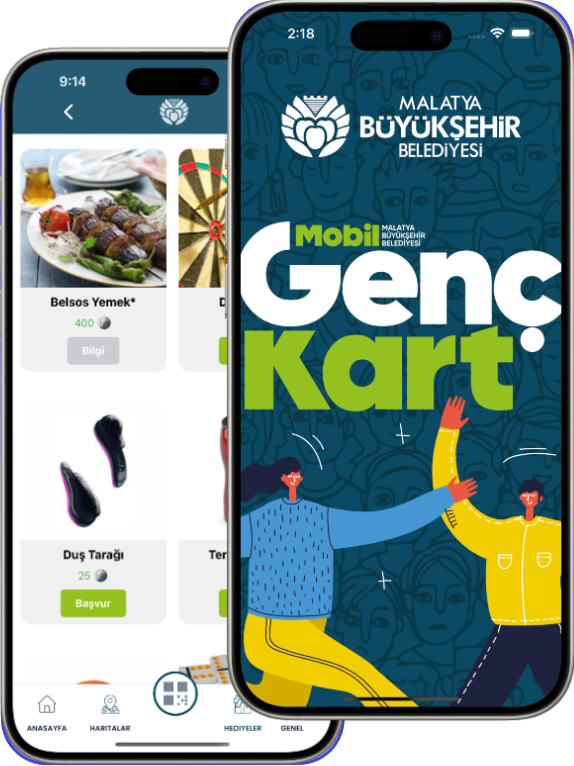 9:14
Belsos Yemek*
400
Bilgi
D
Duş Tarağı
25
Başvur
Ter
ANASAYFA
HARITALAR
HEDİYELER
GENEL
2:18
MALATYA
BÜYÜKŞEHİR
BELEDİYESİ
Mobil
MALATYA
BÜYÜKŞEHİR
BELEDİYESİ
Genç
Kart